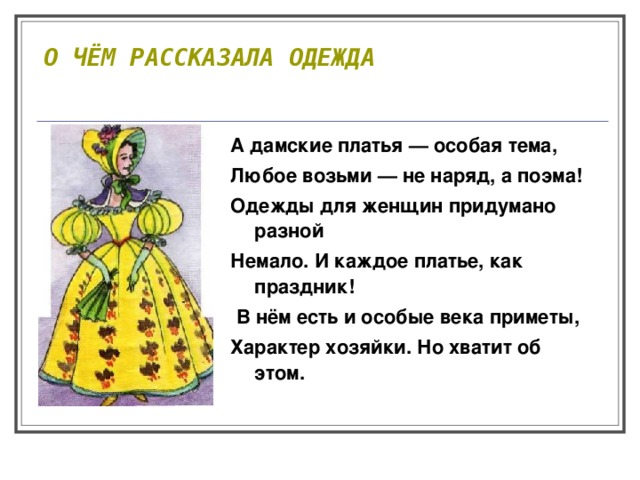 О ЧЁМ РАССКАЗАЛА ОДЕЖДА
А дамские платья — особая тема,
Любое возьми — не наряд, а поэма!
Одежды для женщин придумано
разной
Немало. И каждое платье, как
праздник!
В нём есть и особые века приметы,
Характер хозяйки. Но хватит об
этом.